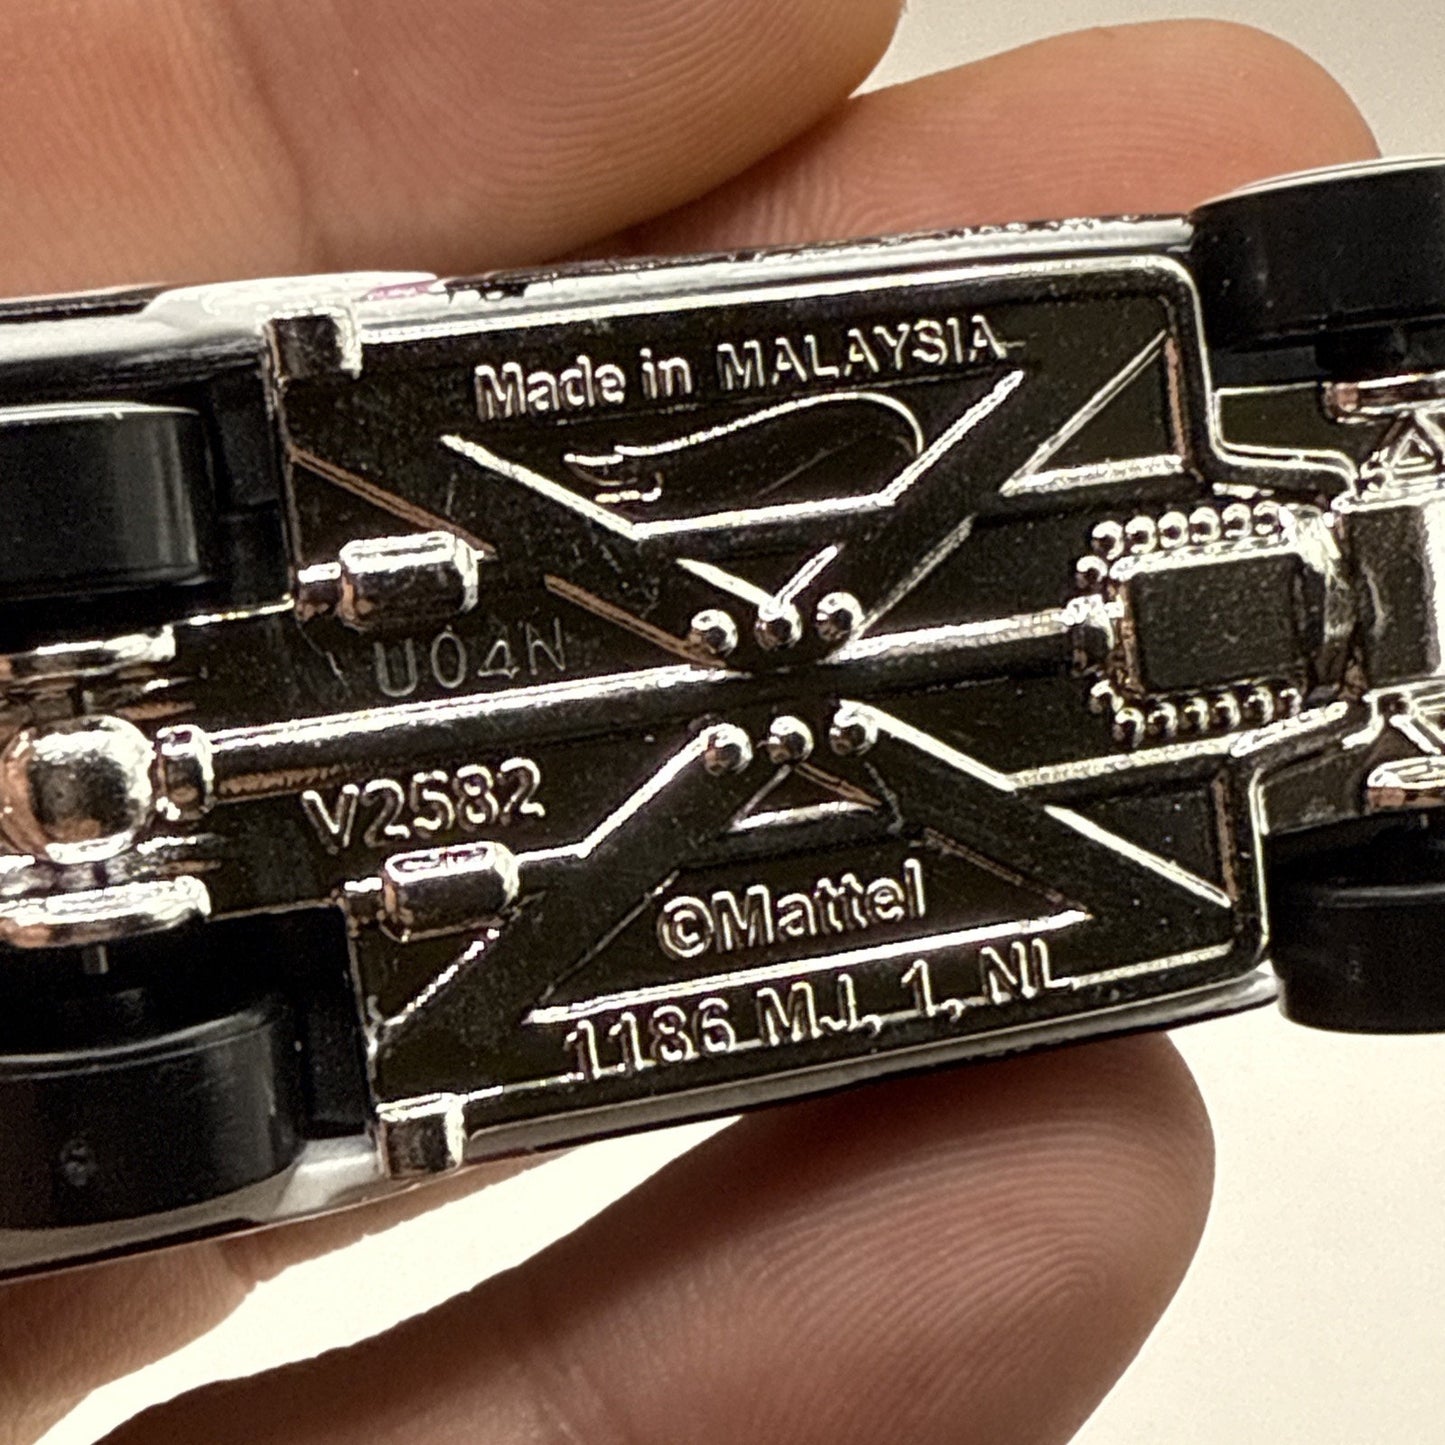 Made in MALAYSIA
U04N
V2582
©Mattel
1186 MJ, 1, NL